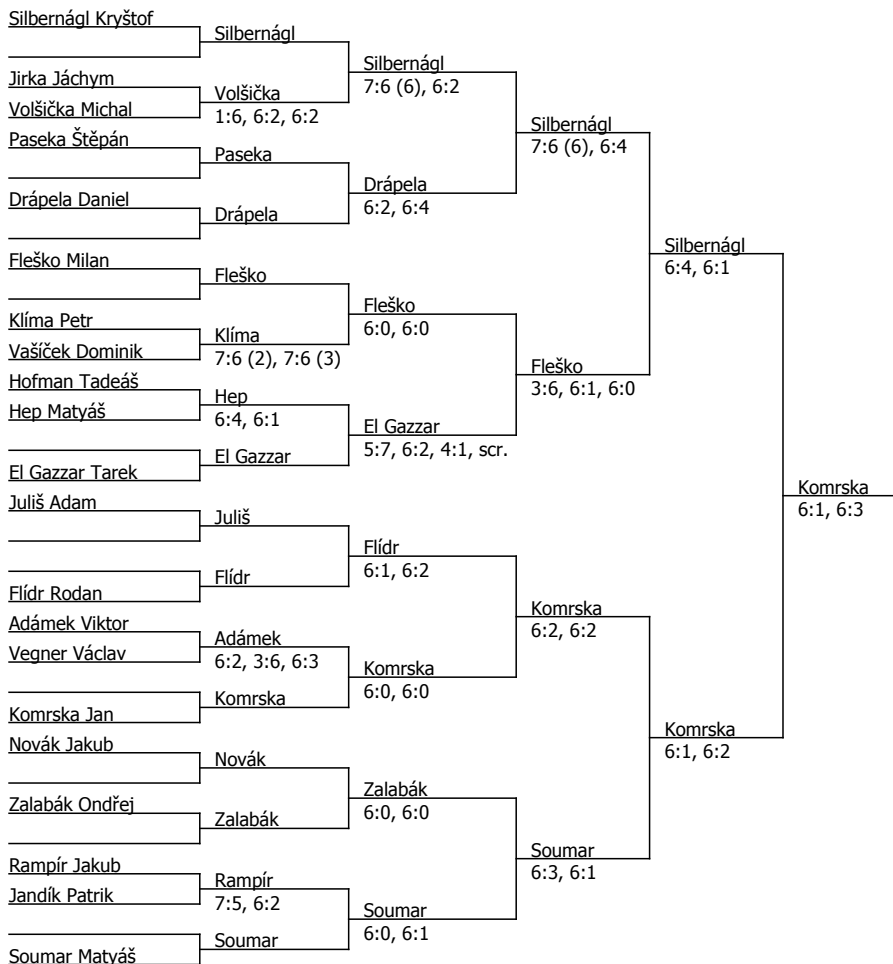 Silbernágl Kryštof
Jirka Jáchym
Volšička Michal
Paseka Štěpán
Drápela Daniel
Fleško Milan
Klíma Petr
Vašíček Dominik
Hofman Tadeáš
Hep Matyáš
El Gazzar Tarek
Juliš Adam
Flídr Rodan
Adámek Viktor
Vegner Václav
Komrska Jan
Novák Jakub
Zalabák Ondřej
Rampír Jakub
Jandík Patrik
Soumar Matyáš
Silbernágl
Volšička
1:6, 6:2, 6:2
Paseka
Drápela
Fleško
Klíma
7:6 (2), 7:6 (3)
Hep
6:4, 6:1
El Gazzar
Juliš
Flídr
Adámek
6:2, 3:6, 6:3
Komrska
Novák
Zalabák
Rampír
7:5, 6:2
Soumar
Silbernágl
7:6 (6), 6:2
Drápela
6:2, 6:4
Fleško
6:0, 6:0
El Gazzar
5:7, 6:2, 4:1, scr.
Flídr
6:1, 6:2
Komrska
6:0, 6:0
Zalabák
6:0, 6:0
Soumar
6:0, 6:1
Silbernágl
7:6 (6), 6:4
Fleško
3:6, 6:1, 6:0
Komrska
6:2, 6:2
Soumar
6:3, 6:1
Silbernágl
6:4, 6:1
Komrska
6:1, 6:2
Komrska
6:1, 6:3